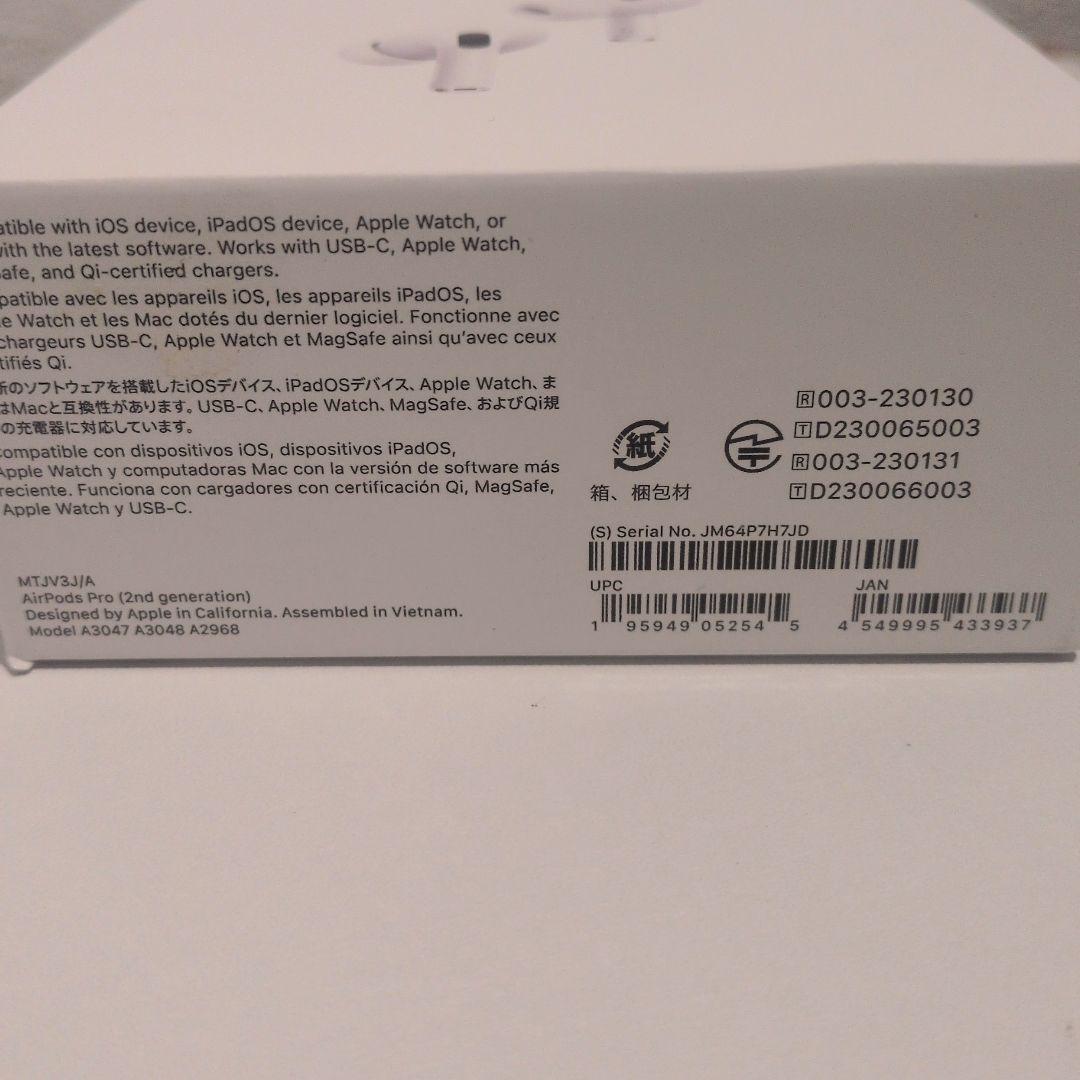 atible with iOS device, iPadOS device, Apple Watch, or
with the latest software. Works with USB-C, Apple Watch,
afe, and Qi-certified chargers.
patible avec les appareils iOS, les appareils iPadOS, les
e Watch et les Mac dotés du dernier logiciel. Fonctionne avec
chargeurs USB-C, Apple Watch et MagSafe ainsi qu'avec ceux
tifiés Qi.
新のソフトウェアを搭載したiOSデバイス、iPadOSデバイス、Apple Watch、ま
はMacと互換性があります。USB-C、Apple Watch、MagSafe、およびQi規
の充電器に対応しています。
compatible con dispositivos iOS, dispositivos iPadOS,
Apple Watch y computadoras Mac con la versión de software más
reciente. Funciona con cargadores con certificación Qi, MagSafe,
Apple Watch y USB-C.
MTJV3J/A
AirPods Pro (2nd generation)
Designed by Apple in California. Assembled in Vietnam.
Model A3047 A3048 A2968
紙
箱、梱包材
R 003-230130
T D230065003
R 003-230131
T D230066003
(S) Serial No. JM64P7H7JD
UPC
1 95949 05254 5
JAN
4 549995 433937